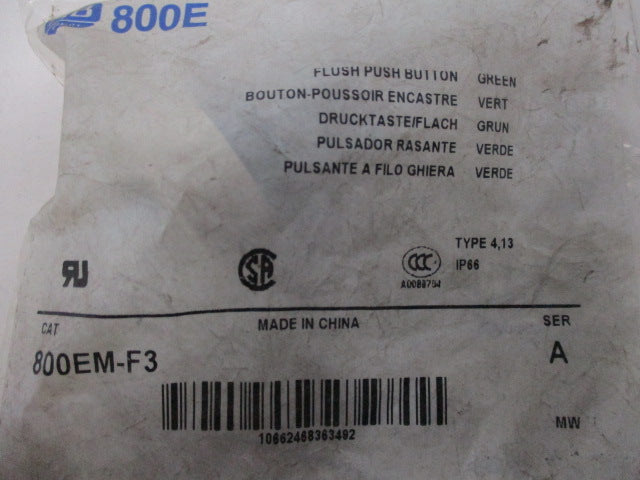 800E
FLUSH PUSH BUTTON GREEN
BOUTON-POUSSOIR ENCASTRE VERT
DRUCKTASTE/FLACH GRUN
PULSADOR RASANTE VERDE
PULSANTE A FILO GHIERA VERDE
TYPE 4,13
IP66
CAT
MADE IN CHINA
SER
800EM-F3
A
10662468363492
MW